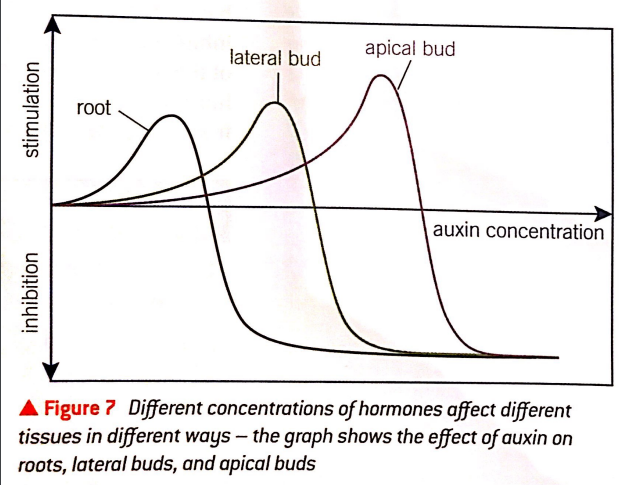 apical bud
lateral bud
root
stimulation
auxin concentration
inhibition
▲ Figure 7 Different concentrations of hormones affect different
tissues in different ways – the graph shows the effect of auxin on
roots, lateral buds, and apical buds